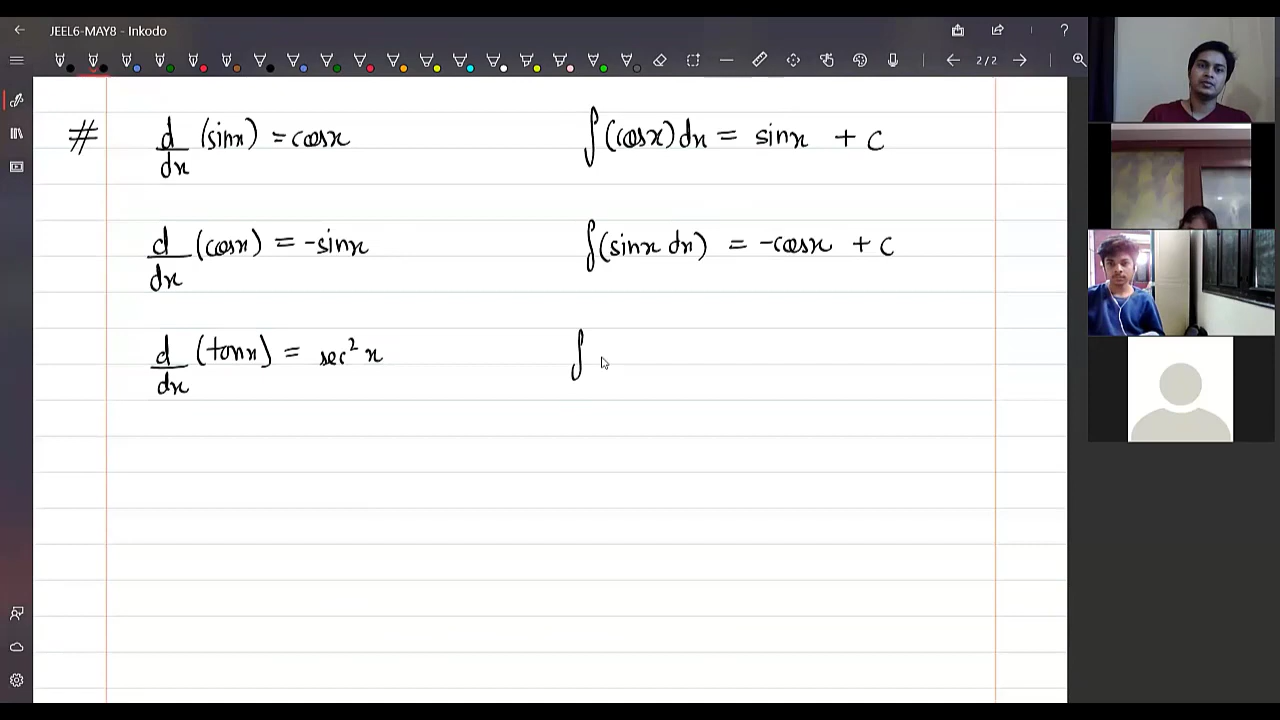 JEEL6-MAY8 - Inkodo
2/2
?
# d/dx (sinx) = cosx ∫(cosx)dx = sinx + c
d/dx (cosx) = -sinx ∫(sinx dx) = -cosx + c
d/dx (tanx) = sec²x ∫